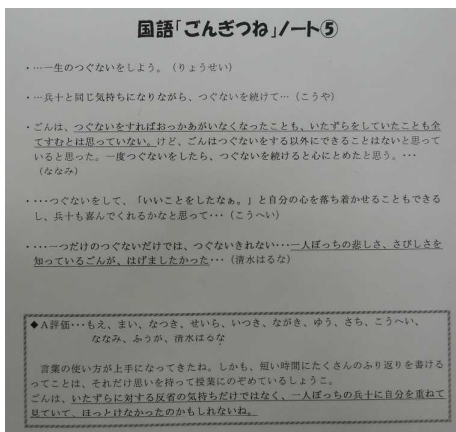 国語「ごんぎつね」ノート⑤
・…一生のつぐないをしよう。（りょうせい）
・…兵十と同じ気持ちになりながら、つぐないを続けて…（こうや）
・ごんは、つぐないをすればおっかあがいなくなったことも、いたずらをしていたことも全
てすむとは思っていない。けど、つぐないをする以外にできることはないと思って
いると思った。一度つぐないをしたら、つぐないを続けると心にとめたと思う。・・・
（ななみ）
・・・・つぐないをして、「いいことをしたなぁ。」と自分の心を落ち着かせることもできる
し、兵十も喜んでくれるかなと思って・・・（こうへい）
・・・・・一つだけのつぐないだけでは、つぐないきれない…一人ぼっちの悲しさ、さびしさを
知っているごんが、はげましたかった・・・（清水はるな）
◆A評価・・・もえ、まい、なつき、せいら、いつき、ながき、ゆう、さち、こうへい、
ななみ、ふうが、清水はるな
言葉の使い方が上手になってきたね。しかも、短い時間にたくさんのふり返りを書ける
ってことは、それだけ思いを持って授業にのぞめているしょうこ。
ごんは、いたずらに対する反省の気持ちだけではなく、一人ぼっちの兵十に自分を重ねて
見ていて、ほっとけなかったのかもしれないね。